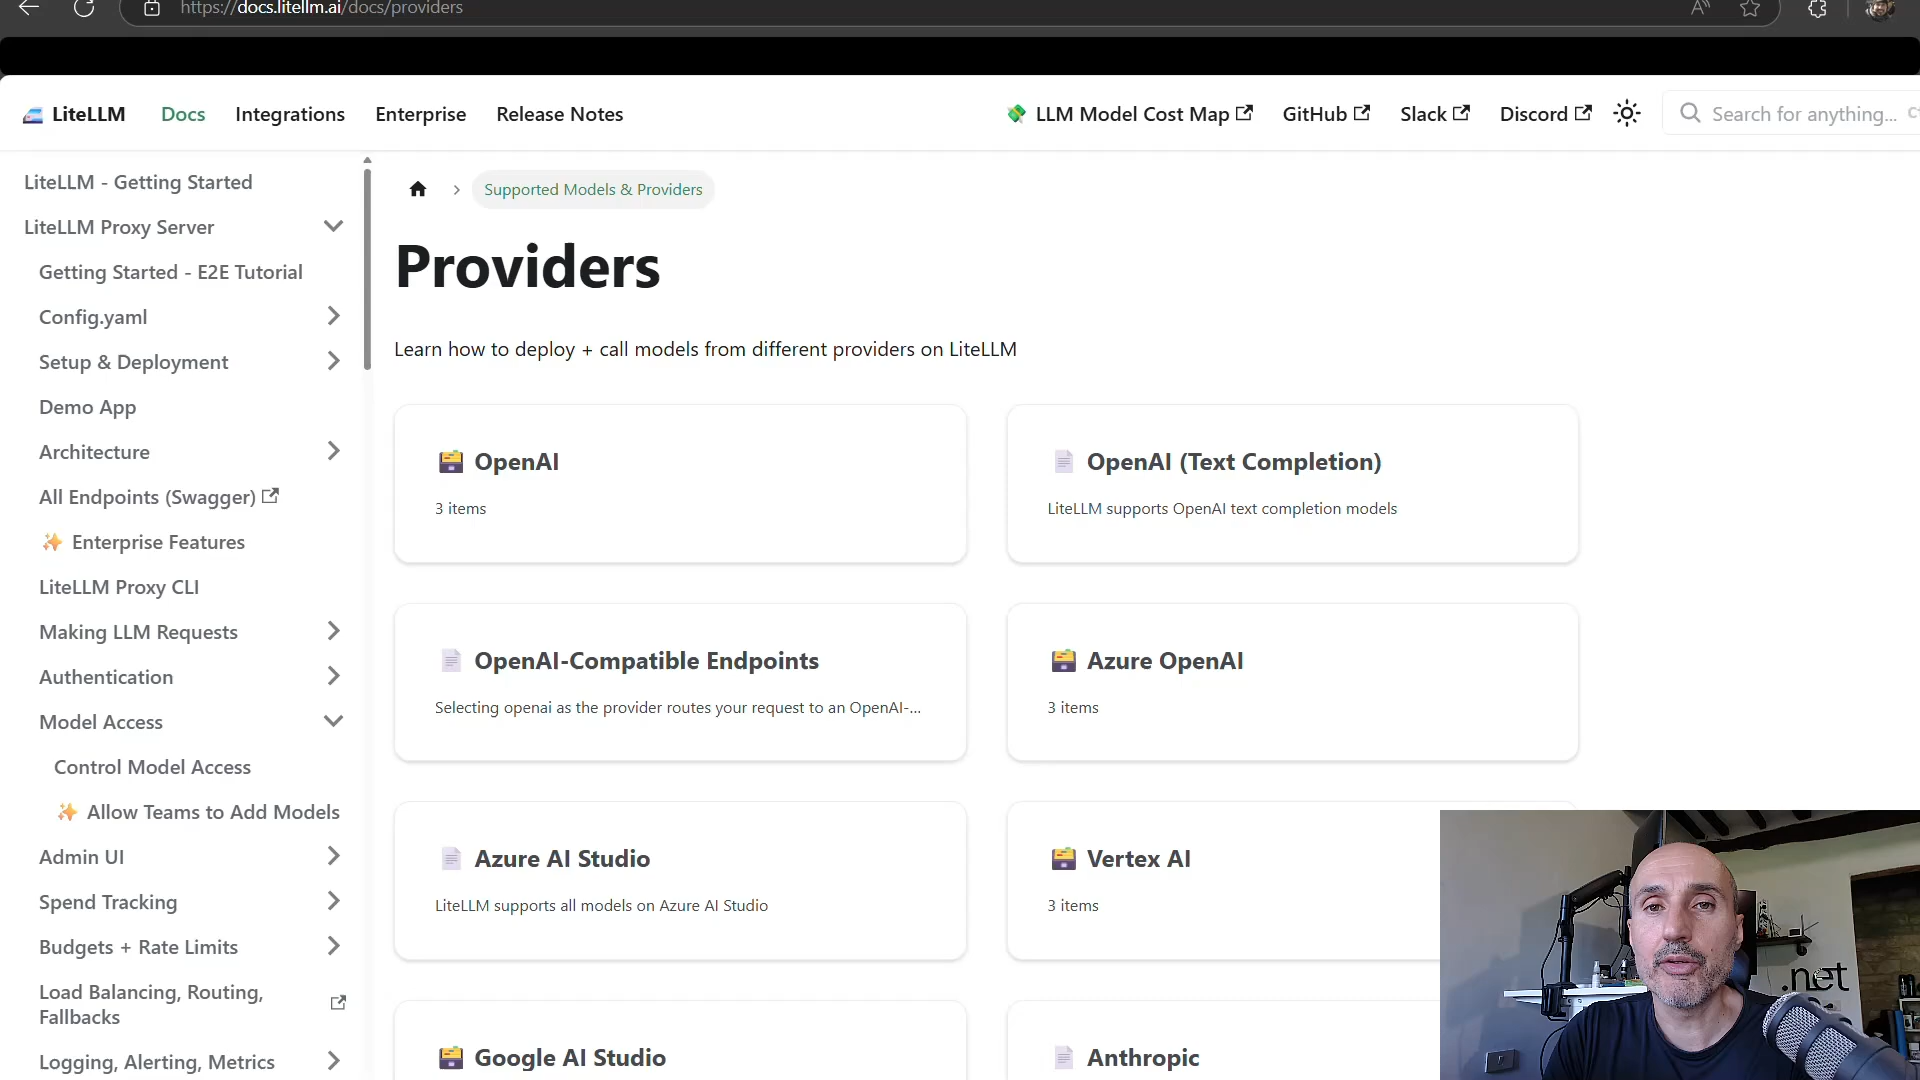 https://docs.litellm.ai/docs/providers
LiteLLM
Docs
Integrations
Enterprise
Release Notes
LLM Model Cost Map
GitHub
Slack
Discord
Search for anything...
LiteLLM - Getting Started
LiteLLM Proxy Server
Getting Started - E2E Tutorial
Config.yaml
Setup & Deployment
Demo App
Architecture
All Endpoints (Swagger)
✨ Enterprise Features
LiteLLM Proxy CLI
Making LLM Requests
Authentication
Model Access
Control Model Access
✨ Allow Teams to Add Models
Admin UI
Spend Tracking
Budgets + Rate Limits
Load Balancing, Routing,
Fallbacks
Logging, Alerting, Metrics
Supported Models & Providers
Providers
Learn how to deploy + call models from different providers on LiteLLM
OpenAI
3 items
OpenAI (Text Completion)
LiteLLM supports OpenAI text completion models
OpenAI-Compatible Endpoints
Selecting openai as the provider routes your request to an OpenAI-...
Azure OpenAI
3 items
Azure AI Studio
LiteLLM supports all models on Azure AI Studio
Vertex AI
3 items
Google AI Studio
Anthropic
.net